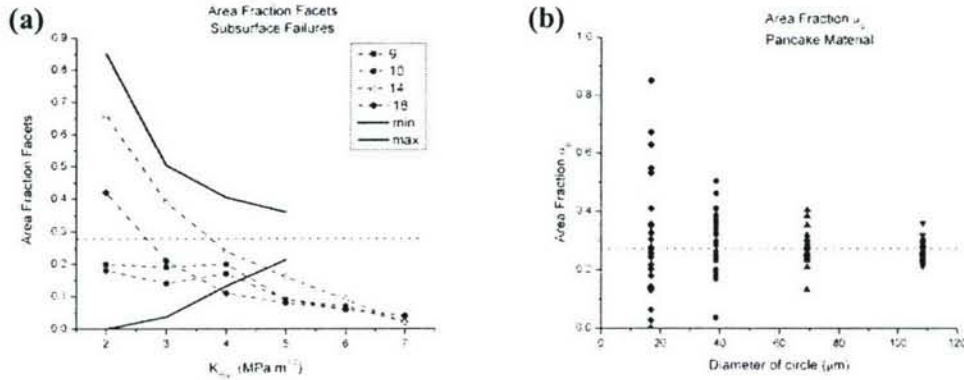 (a)
Area Fraction Facets
Subsurface Failures
9
10
14
18
min
max
Area Fraction Facets
0.9
0.8
0.7
0.6
0.5
0.4
0.3
0.2
0.1
0.0
2 3 4 5 6 7
(MPa m
(b)
Area Fraction
Pancake Material
Area Fraction
1.0
0.8
0.6
0.4
0.2
0.0
0 20 40 60 80 100 120
Diameter of circle (μm)